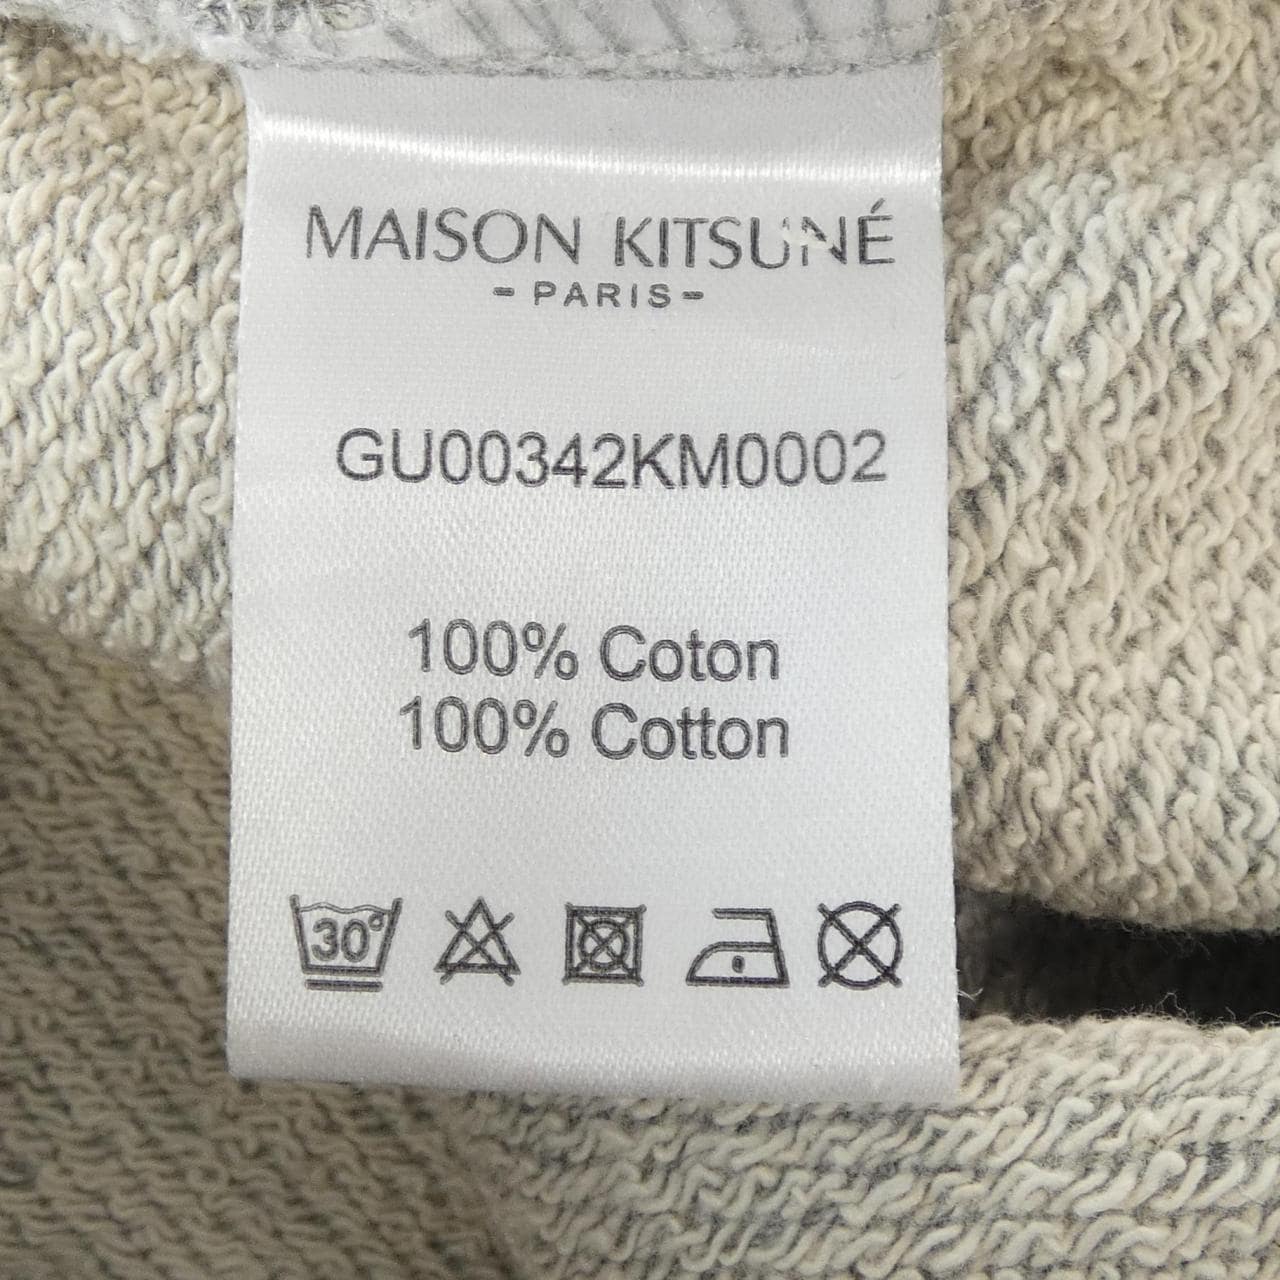 MAISON KITSUNÉ
-PARIS-
GU00342KM0002
100% Coton
100% Cotton
30°